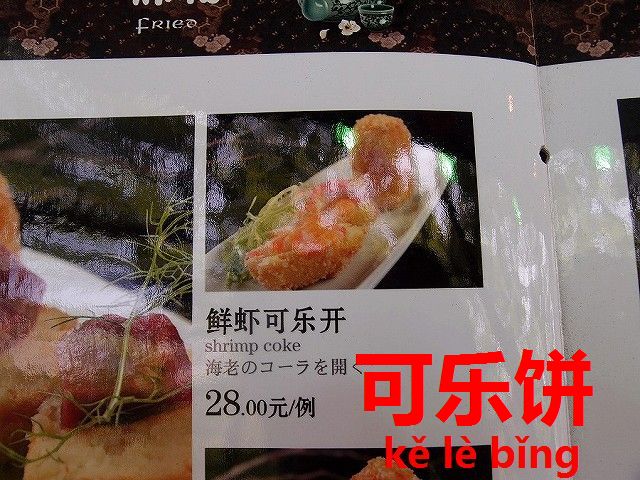 FRIED
鲜虾可乐开
shrimp coke
海老のコーラを開く
28.00元/例
可乐饼
kě lè bǐng